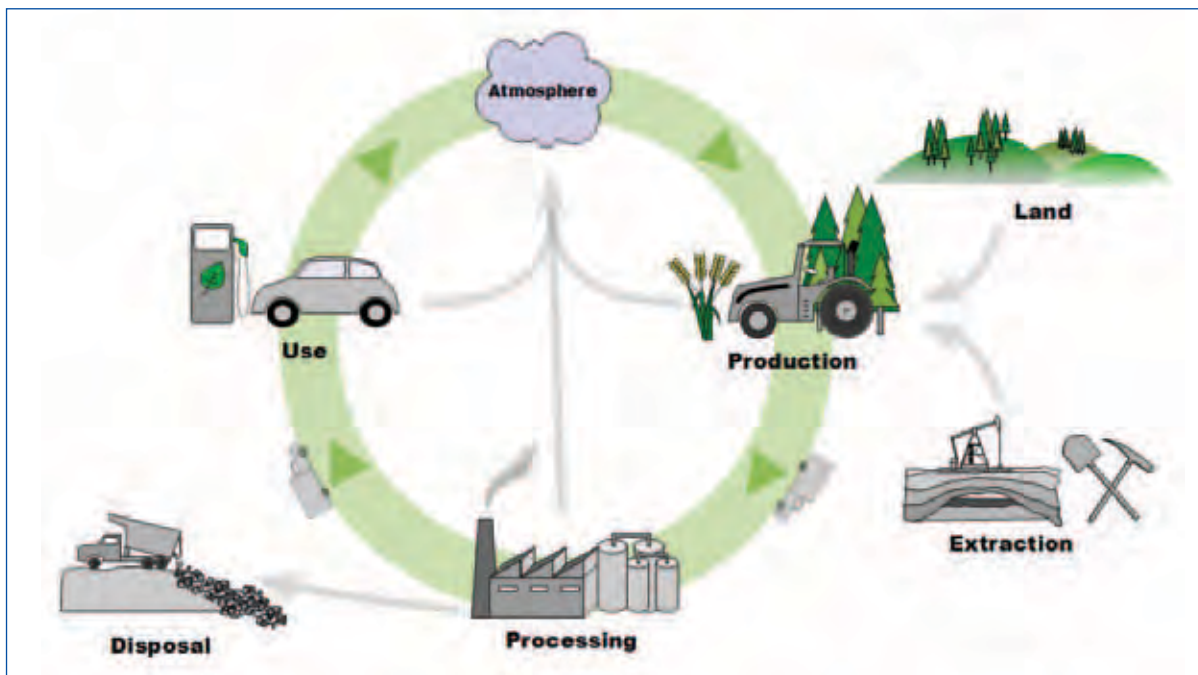 Atmosphere
Land
Use
Production
Extraction
Disposal
Processing